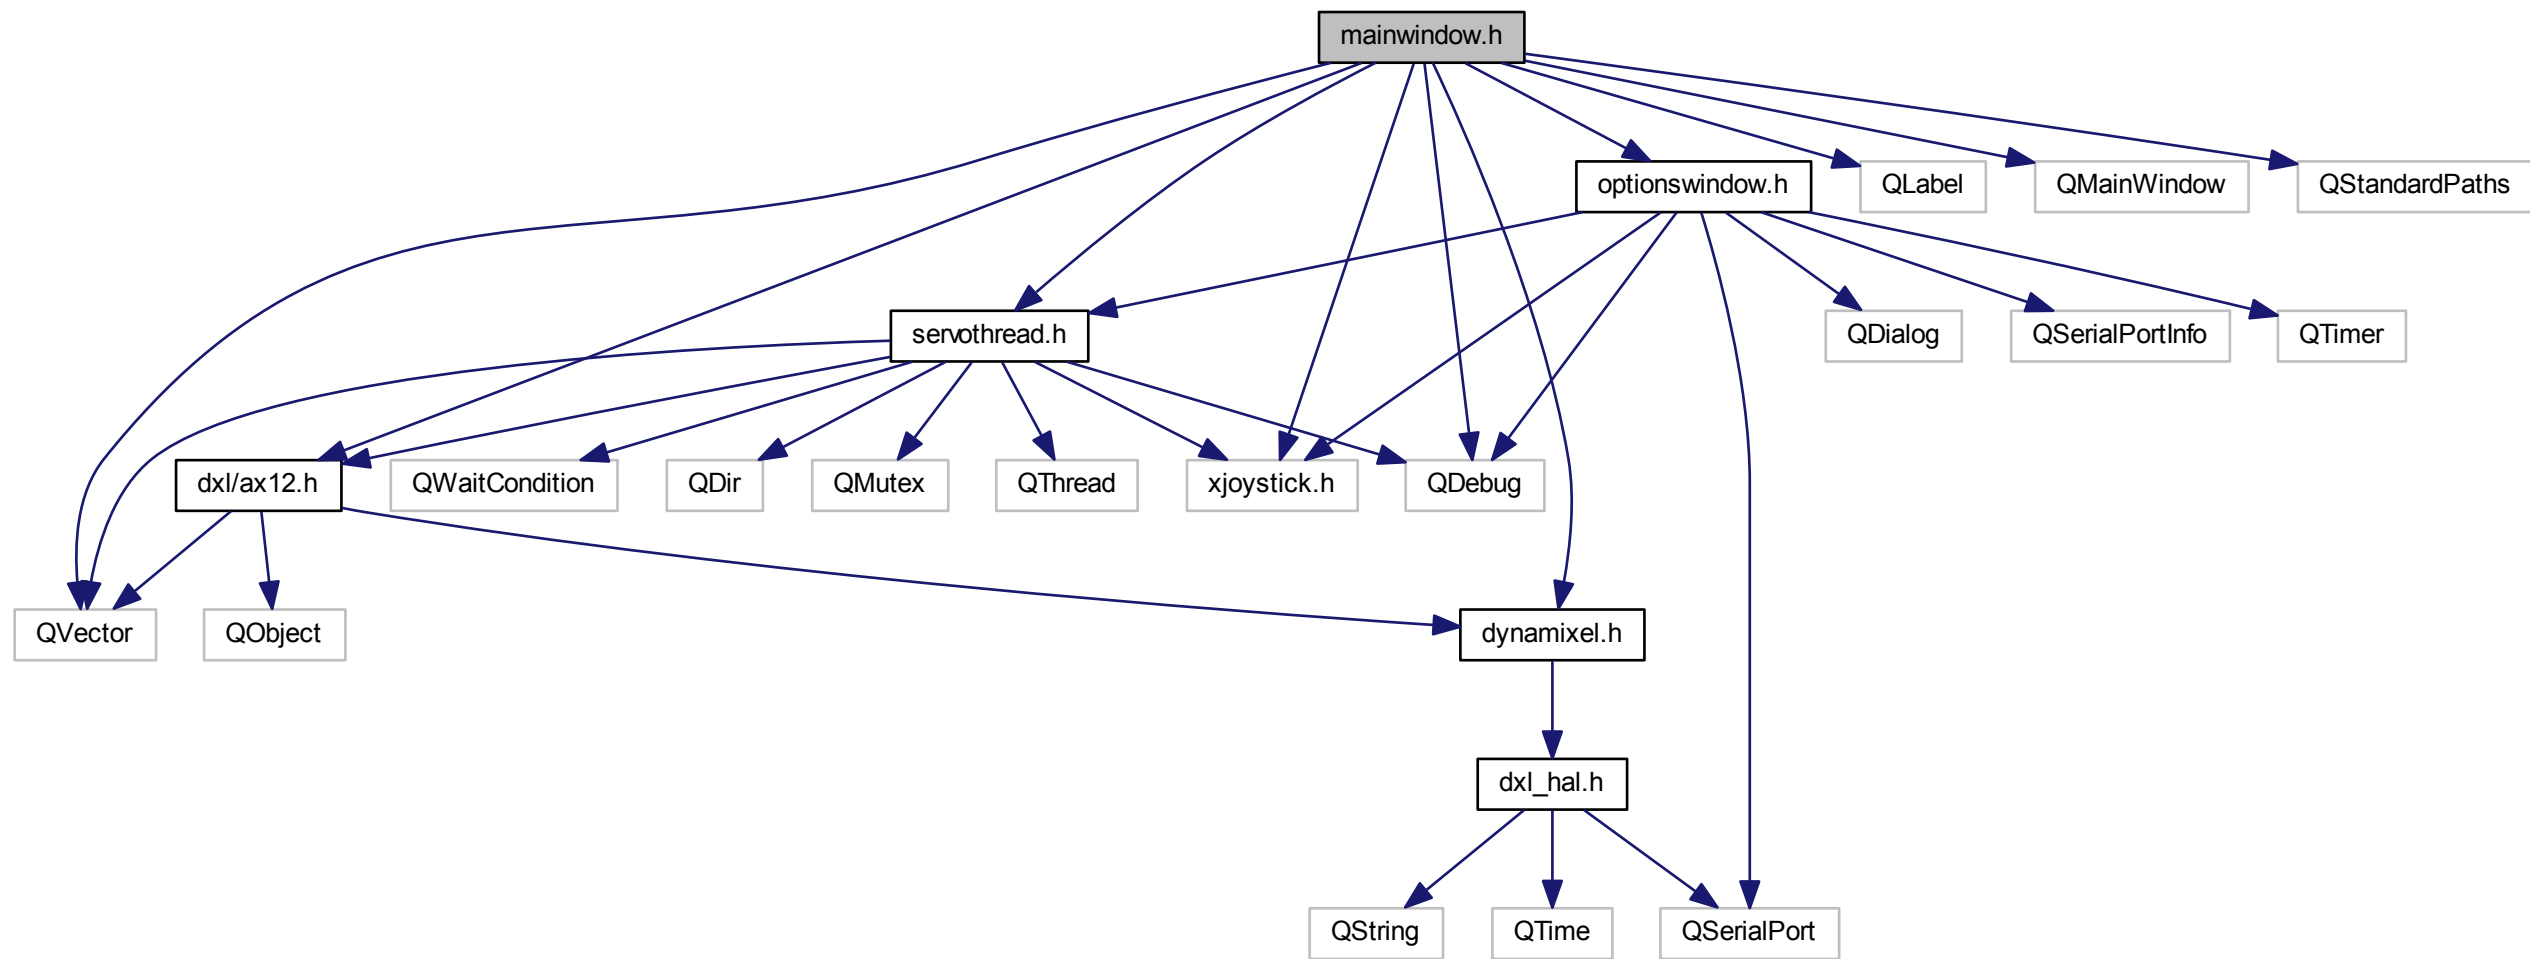 mainwindow.h
optionswindow.h
QLabel
QMainWindow
QStandardPaths
servothread.h
QDialog
QSerialPortInfo
QTimer
dxl/ax12.h
QWaitCondition
QDir
QMutex
QThread
xjoystick.h
QDebug
QVector
QObject
dynamixel.h
dxl_hal.h
QString
QTime
QSerialPort